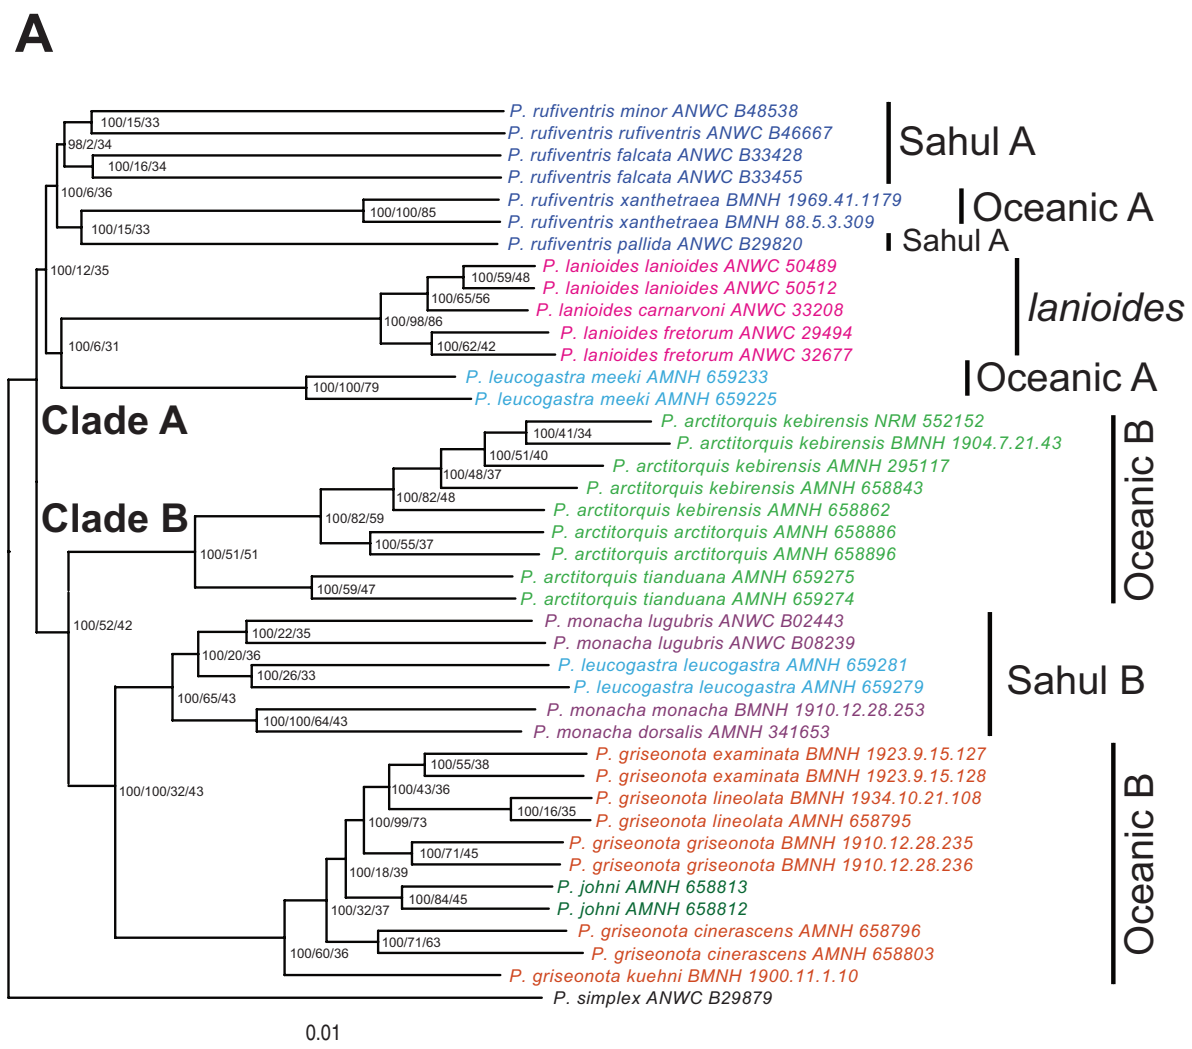 A
P. rufiventris minor ANWC B48538
100/15/33
P. rufiventris rufiventris ANWC B46667
98/2/34
Sahul A
P. rufiventris falcata ANWC B33428
100/16/34
P. rufiventris falcata ANWC B33455
100/6/36
P. rufiventris xanthetraea BMNH 1969.41.1179
100/100/85
Oceanic A
P. rufiventris xanthetraea BMNH 88.5.3.309
100/15/33
P. rufiventris pallida ANWC B29820
Sahul A
100/12/35
P. lanioides lanioides ANWC 50489
100/59/48
P. lanioides lanioides ANWC 50512
100/65/56
P. lanioides carnarvoni ANWC 33208
lanioides
100/98/86
P. lanioides fretorum ANWC 29494
100/62/42
P. lanioides fretorum ANWC 32677
100/6/31
P. leucogastra meeki AMNH 659233
100/100/79
Oceanic A
P. leucogastra meeki AMNH 659225
Clade A
P. arctitorquis kebirensis NRM 552152
100/41/34
P. arctitorquis kebirensis BMNH 1904.7.21.43
100/51/40
P. arctitorquis kebirensis AMNH 295117
100/48/37
P. arctitorquis kebirensis AMNH 658843
100/82/48
P. arctitorquis kebirensis AMNH 658862
Clade B
100/82/59
P. arctitorquis arctitorquis AMNH 658886
100/55/37
P. arctitorquis arctitorquis AMNH 658896
100/51/51
Oceanic B
P. arctitorquis tianduana AMNH 659275
100/59/47
P. arctitorquis tianduana AMNH 659274
100/52/42
P. monacha lugubris ANWC B02443
100/22/35
P. monacha lugubris ANWC B08239
100/20/36
P. leucogastra leucogastra AMNH 659281
100/26/33
P. leucogastra leucogastra AMNH 659279
Sahul B
100/65/43
P. monacha monacha BMNH 1910.12.28.253
100/100/64/43
P. monacha dorsalis AMNH 341653
P. griseonota examinata BMNH 1923.9.15.127
100/55/38
P. griseonota examinata BMNH 1923.9.15.128
100/43/36
100/100/32/43
P. griseonota lineolata BMNH 1934.10.21.108
100/16/35
P. griseonota lineolata AMNH 658795
100/99/73
P. griseonota griseonota BMNH 1910.12.28.235
100/71/45
P. griseonota griseonota BMNH 1910.12.28.236
100/18/39
Oceanic B
P. johni AMNH 658813
100/84/45
P. johni AMNH 658812
100/32/37
P. griseonota cinerascens AMNH 658796
100/71/63
P. griseonota cinerascens AMNH 658803
100/60/36
P. griseonota kuehni BMNH 1900.11.1.10
P. simplex ANWC B29879
0.01